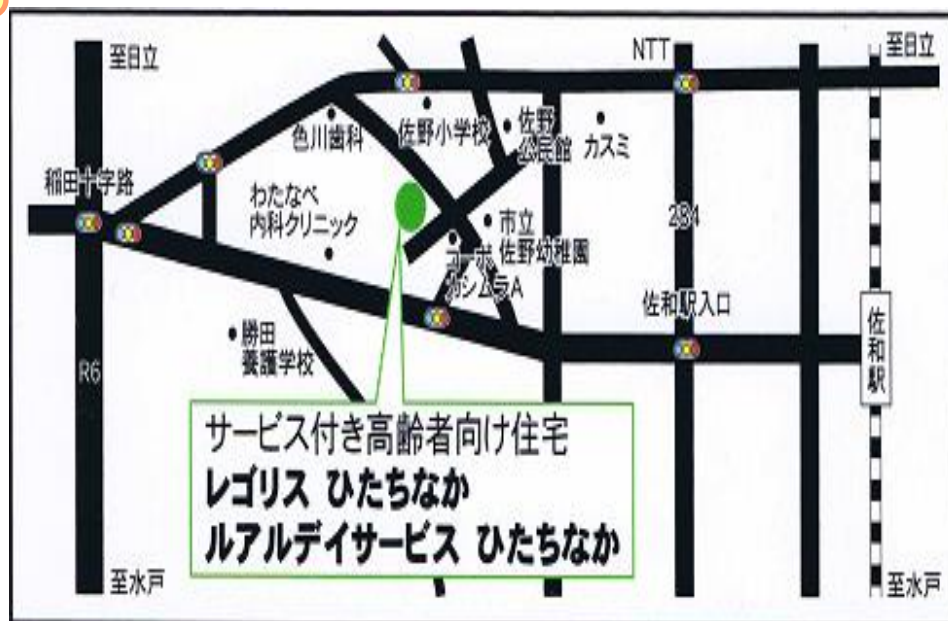 至日立
NTT
至日立
色川歯科
佐野小学校
佐野
公民館
カスミ
稲田十字路
わたなべ
内科クリニック
市立
佐野幼稚園
284
コーポ
カシムラA
佐和駅入口
佐和駅
勝田
養護学校
R6
サービス付き高齢者向け住宅
レゴリス ひたちなか
ルアルデイサービス ひたちなか
至水戸
至水戸